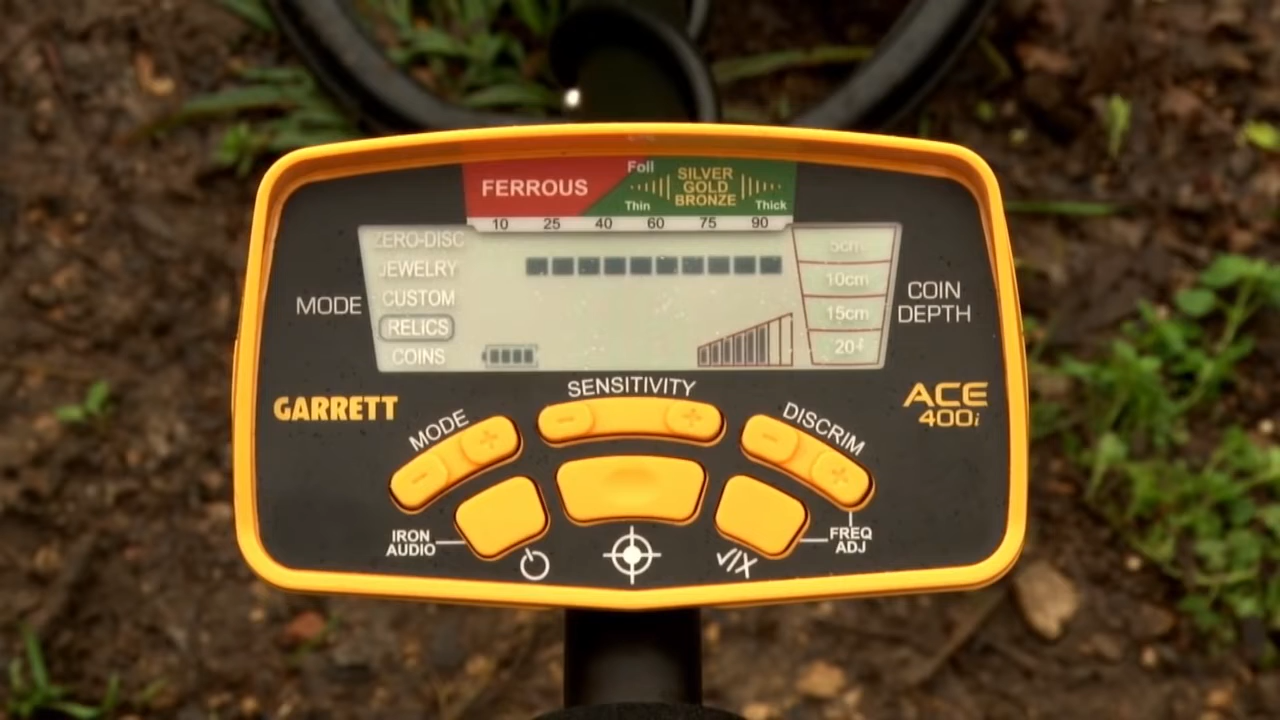 Foil
FERROUS
SILVER
GOLD
BRONZE
Thin
Thick
10 25 40 60 75 90
ZERO-DISC
JEWELRY
CUSTOM
RELICS
COINS
MODE
5cm
10cm
15cm
COIN
DEPTH
GARRETT
ACE
400i
SENSITIVITY
- +
MODE
- +
DISCRIM
- +
IRON
AUDIO
FREQ
ADJ
√/X